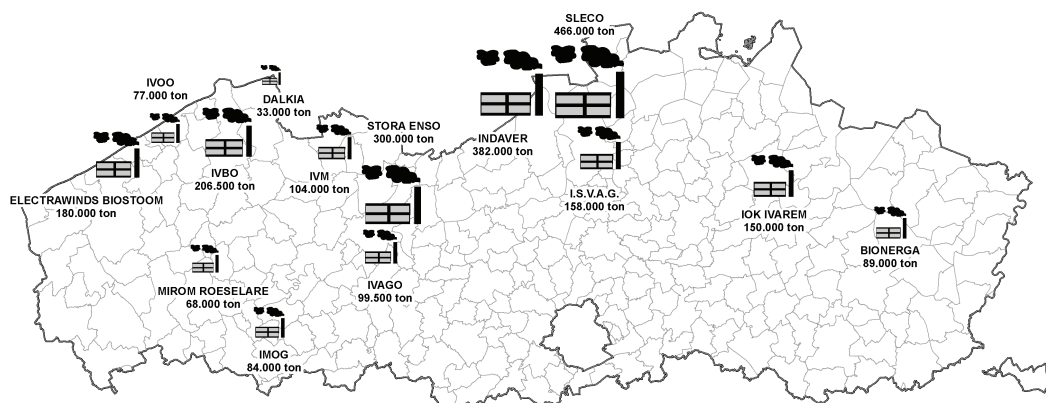 SLECO
466.000 ton
IVOO
77.000 ton
DALKIA
33.000 ton
STORA ENSO
300.000 ton
INDAVER
382.000 ton
IVBO
206.500 ton
IVM
104.000 ton
I.S.V.A.G.
158.000 ton
ELECTRAWINDS BIOSTOOM
180.000 ton
IOK IVAREM
150.000 ton
BIONERGA
89.000 ton
MIROM ROESELARE
68.000 ton
IVAGO
99.500 ton
IMOG
84.000 ton